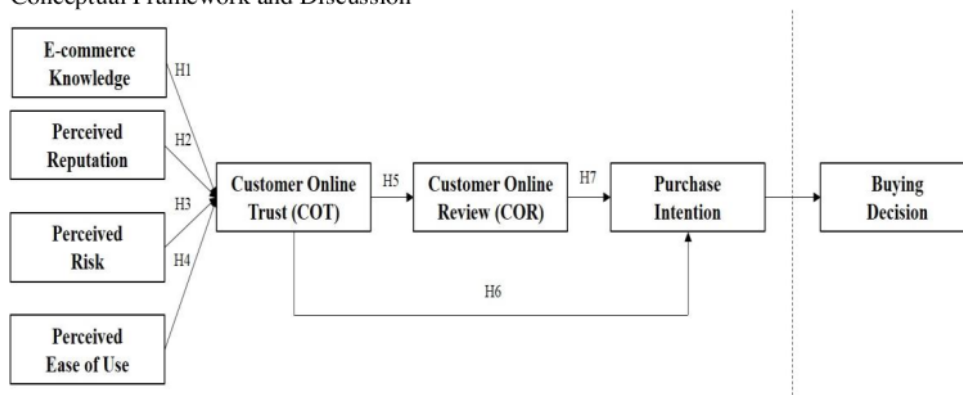 Conceptual Framework and Discussion
E-commerce
Knowledge
H1
Perceived
Reputation
H2
Perceived
Risk
H3
H4
Perceived
Ease of Use
Customer Online
Trust (COT)
H5
Customer Online
Review (COR)
H7
Purchase
Intention
Buying
Decision
H6